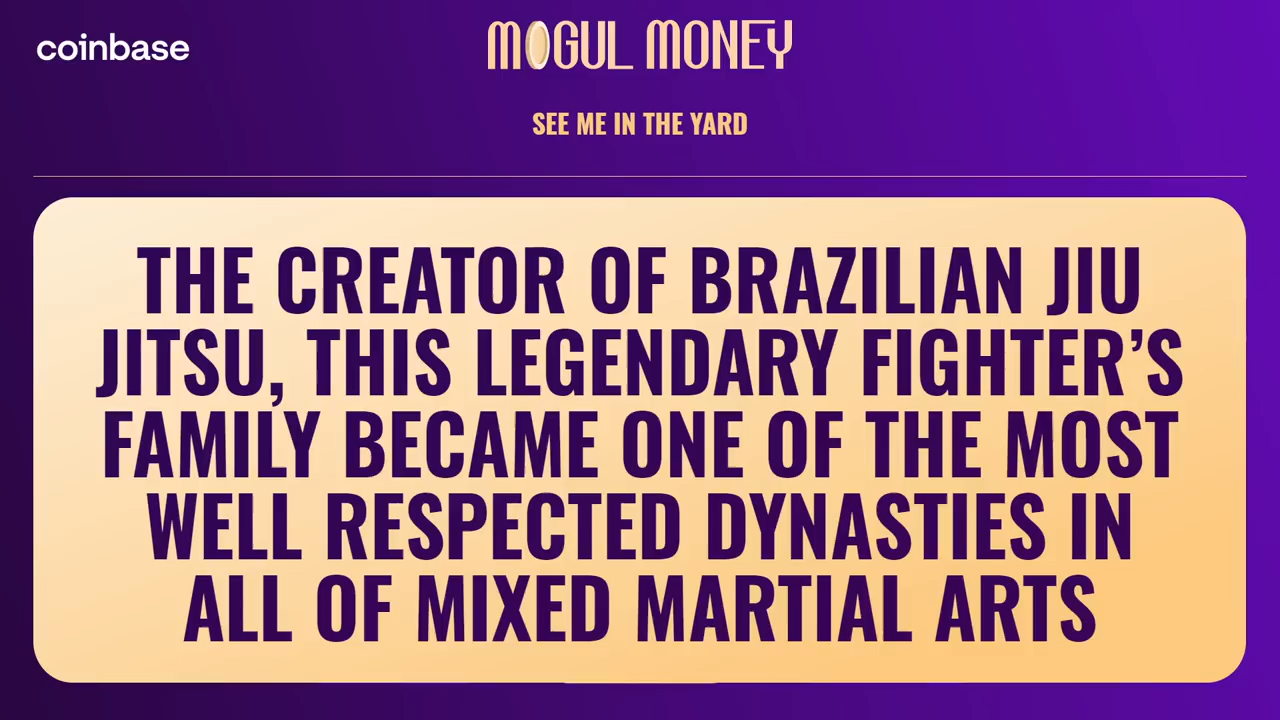 coinbase
MOGUL MONEY
SEE ME IN THE YARD
THE CREATOR OF BRAZILIAN JIU
JITSU, THIS LEGENDARY FIGHTER’S
FAMILY BECAME ONE OF THE MOST
WELL RESPECTED DYNASTIES IN
ALL OF MIXED MARTIAL ARTS